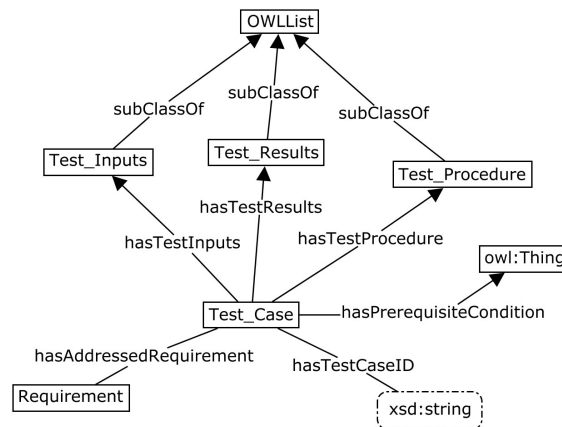 OWLList
subClassOf
subClassOf
subClassOf
Test_Inputs
Test_Results
Test_Procedure
hasTestResults
hasTestInputs
hasTestProcedure
owl:Thing
Test_Case
hasPrerequisiteCondition
hasAddressedRequirement
hasTestCaseID
Requirement
xsd:string